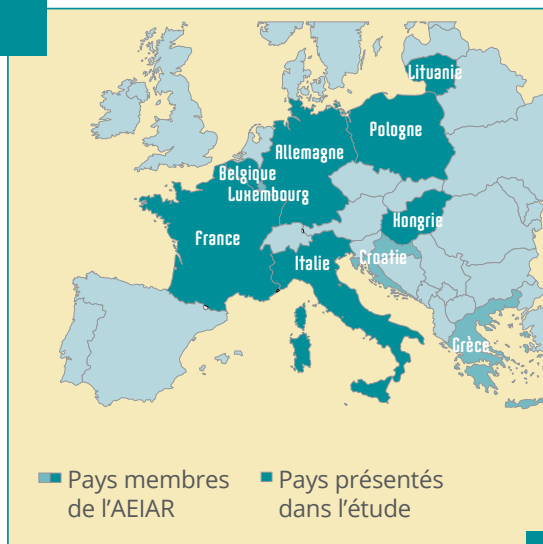 Lituanie
Pologne
Allemagne
Belgique
Luxembourg
Hongrie
France
Croatie
Italie
Grèce
Pays membres
de l'AEIAR
Pays présentés
dans l'étude